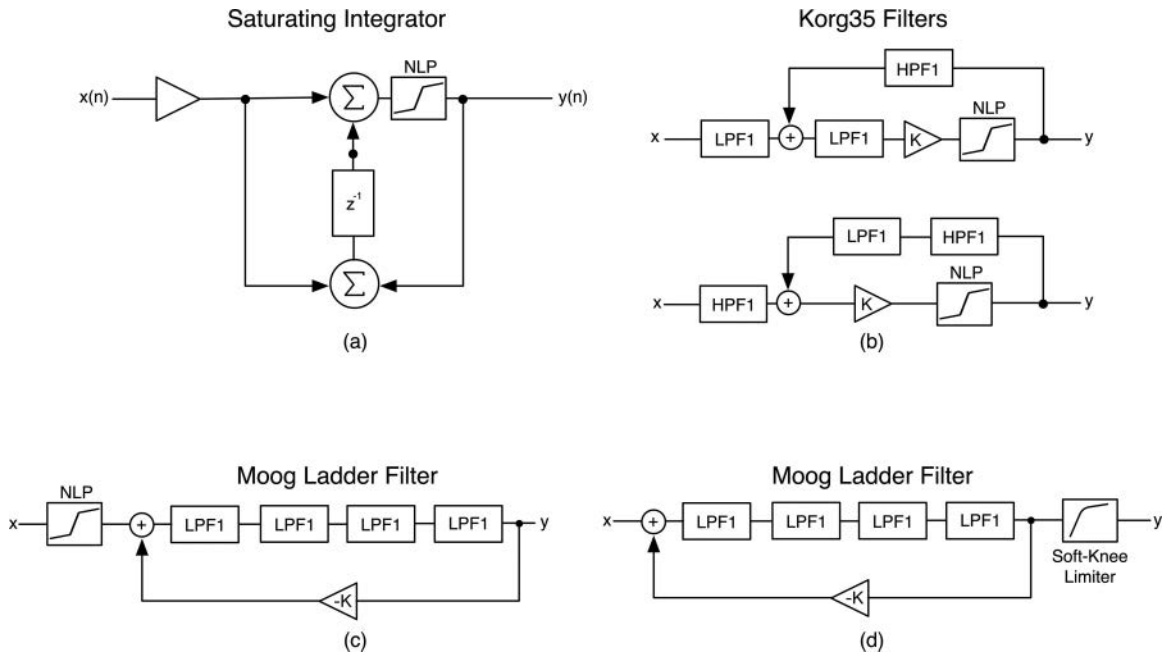 Saturating Integrator
NLP
x(n)
Σ
y(n)
z⁻¹
Σ
(a)
Korg35 Filters
HPF1
NLP
x
LPF1
+
LPF1
K
y
LPF1
HPF1
NLP
x
HPF1
+
K
y
(b)
Moog Ladder Filter
NLP
x
+
LPF1
LPF1
LPF1
LPF1
y
-K
(c)
Moog Ladder Filter
x
+
LPF1
LPF1
LPF1
LPF1
y
Soft-Knee
Limiter
-K
(d)